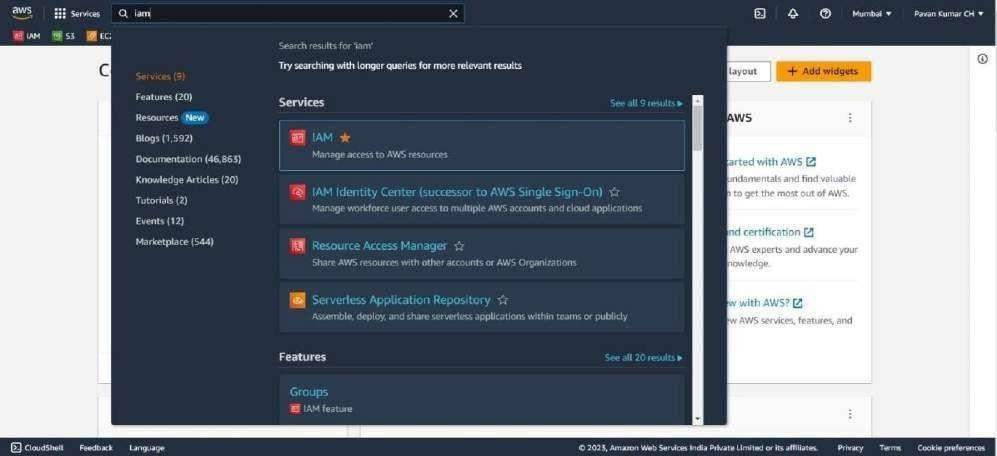 aws
Services
iam
Mumbai
Pavan Kumar CH
IAM
S3
EC2
Search results for 'iam'
Try searching with longer queries for more relevant results
Services (9)
Features (20)
Resources New
Blogs (1,592)
Documentation (46,863)
Knowledge Articles (20)
Tutorials (2)
Events (12)
Marketplace (544)
Services
See all 9 results
IAM
Manage access to AWS resources
IAM Identity Center (successor to AWS Single Sign-On)
Manage workforce user access to multiple AWS accounts and cloud applications
Resource Access Manager
Share AWS resources with other accounts or AWS Organizations
Serverless Application Repository
Assemble, deploy, and share serverless applications within teams or publicly
Features
See all 20 results
Groups
IAM feature
layout
+ Add widgets
AWS
tarted with AWS
undamentals and find valuable
n to get the most out of AWS.
nd certification
AWS experts and advance your
nowledge.
ew with AWS?
ew AWS services, features, and
CloudShell
Feedback
Language
© 2023, Amazon Web Services India Private Limited or its affiliates.
Privacy
Terms
Cookie preferences